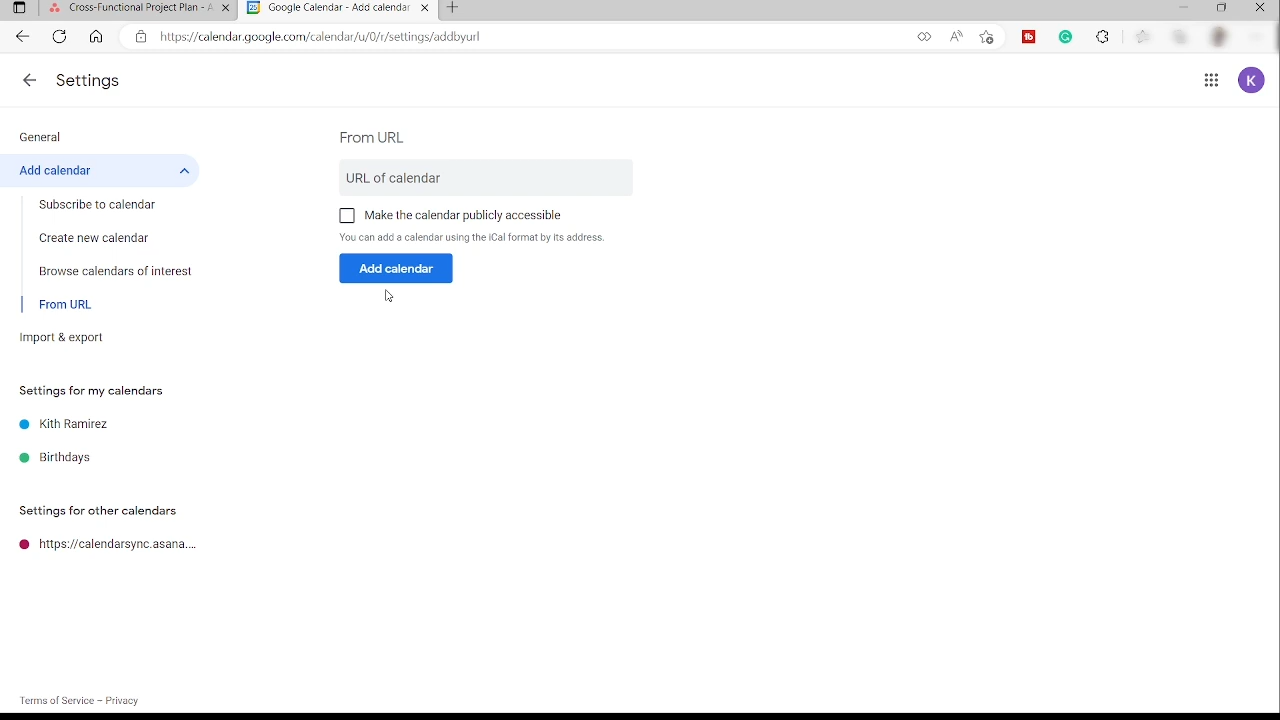 Cross-Functional Project Plan - A
Google Calendar - Add calendar
https://calendar.google.com/calendar/u/0/r/settings/addbyurl
Settings
K
General
Add calendar
Subscribe to calendar
Create new calendar
Browse calendars of interest
From URL
Import & export
Settings for my calendars
Kith Ramirez
Birthdays
Settings for other calendars
https://calendarsync.asana....
Terms of Service – Privacy
From URL
URL of calendar
Make the calendar publicly accessible
You can add a calendar using the iCal format by its address.
Add calendar